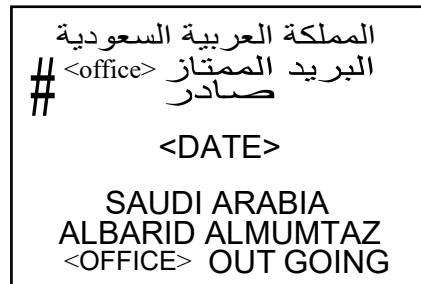 المملكة العربية السعودية
البريد الممتاز <office>
صادر
#
#
<DATE>
SAUDI ARABIA
ALBARID ALMUMTAZ
<OFFICE> OUT GOING